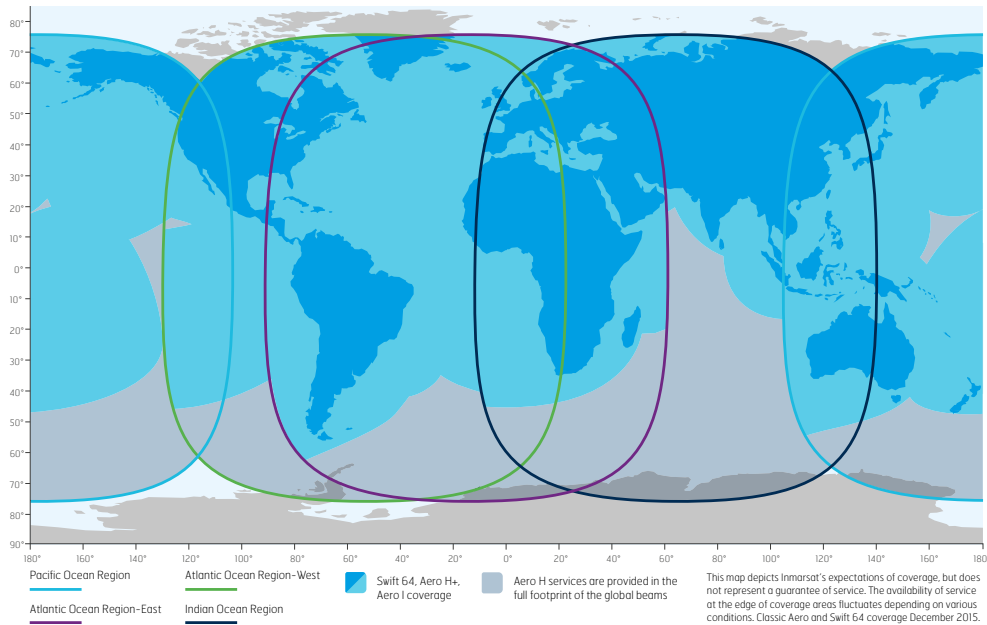 80°
70°
60°
50°
40°
30°
20°
10°
0°
10°
20°
30°
40°
50°
60°
70°
80°
90°
180° 160° 140° 120° 100° 80° 60° 40° 20° 0° 20° 40° 60° 80° 100° 120° 140° 160° 180
Pacific Ocean Region
Atlantic Ocean Region-West
Atlantic Ocean Region-East
Indian Ocean Region
Swift 64, Aero H+,
Aero I coverage
Aero H services are provided in the
full footprint of the global beams
This map depicts Inmarsat's expectations of coverage, but does
not represent a guarantee of service. The availability of service
at the edge of coverage areas fluctuates depending on various
conditions. Classic Aero and Swift 64 coverage December 2015.